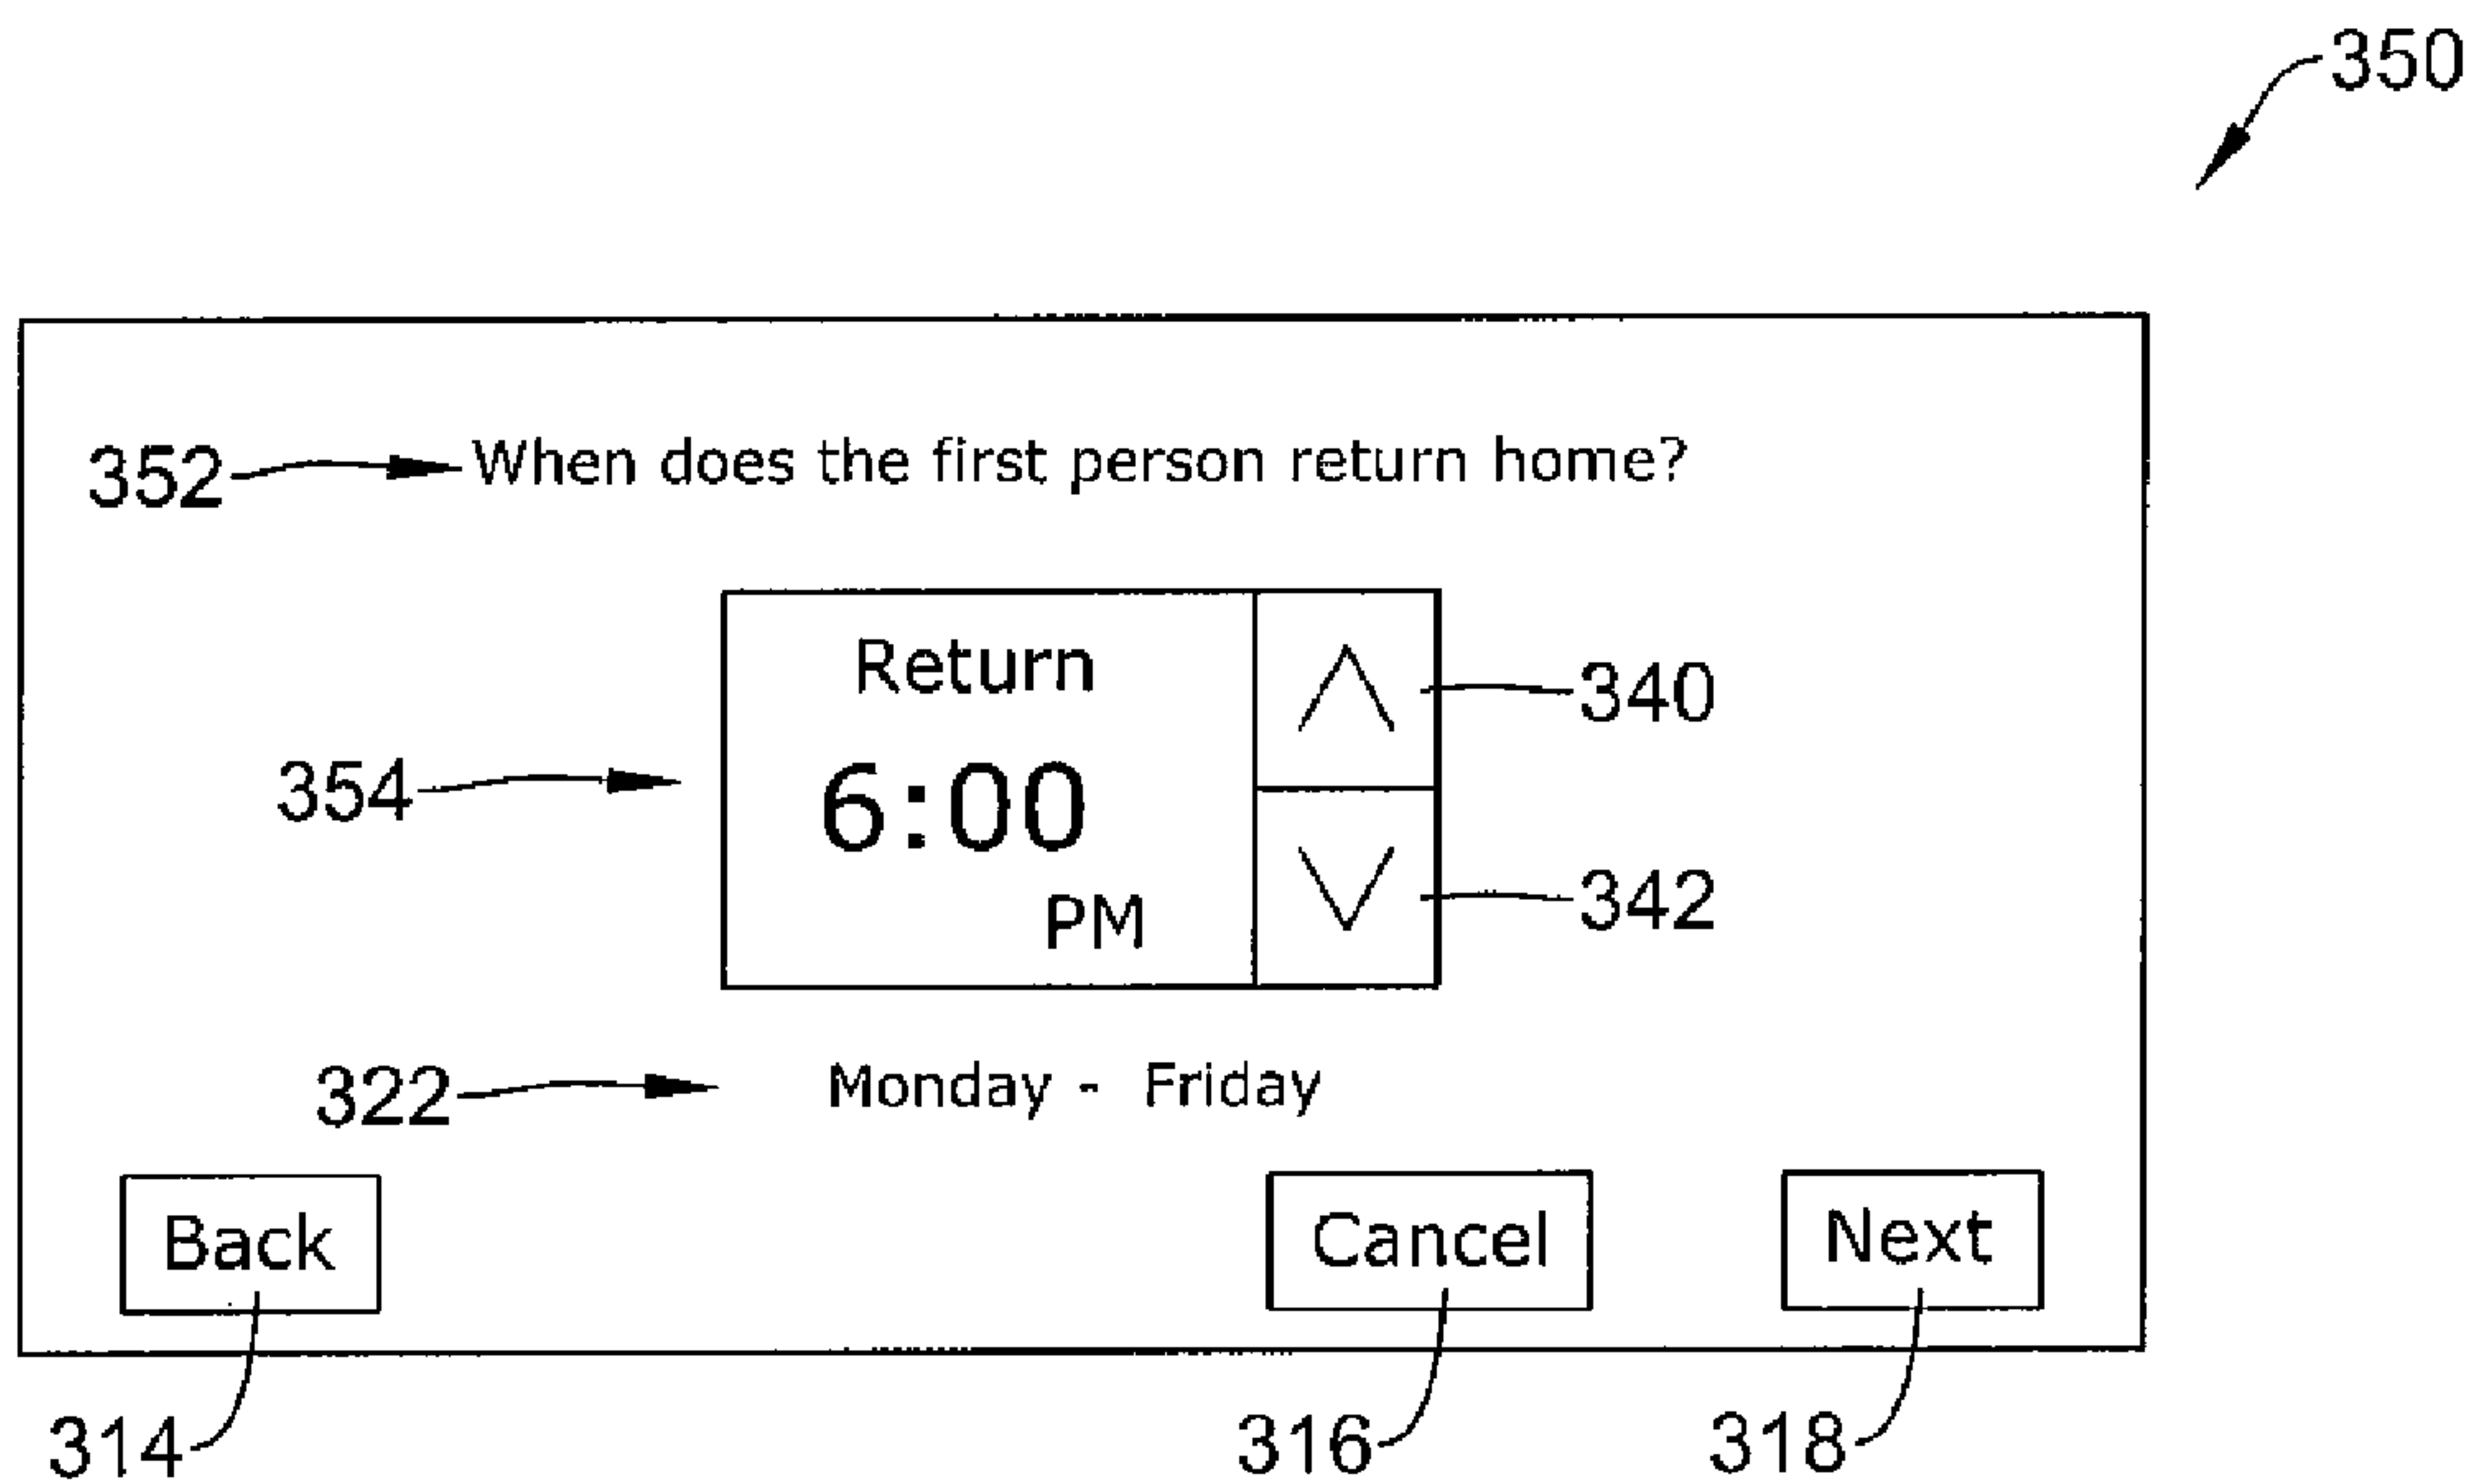 350
352 When does the first person return home?
Return
340
354 6:00
342
PM
322 Monday - Friday
Back Cancel Next
314 316 318